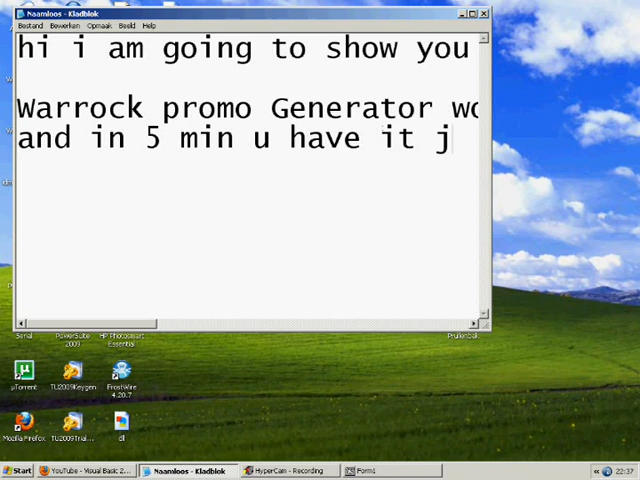 Naamloos - Kladblok
Bestand Bewerken Opmaak Beeld Help
hi i am going to show you
Warrock promo Generator wo
and in 5 min u have it j
Serial PowerSuite 2009 HP Photosmart Essential Prullenbak
µTorrent TU2009Keygen FrostWire 4.20.7
Mozilla Firefox TU2009Trial... dll
Start YouTube - Visual Basic 2... Naamloos - Kladblok HyperCam - Recording Form1 « 22:37